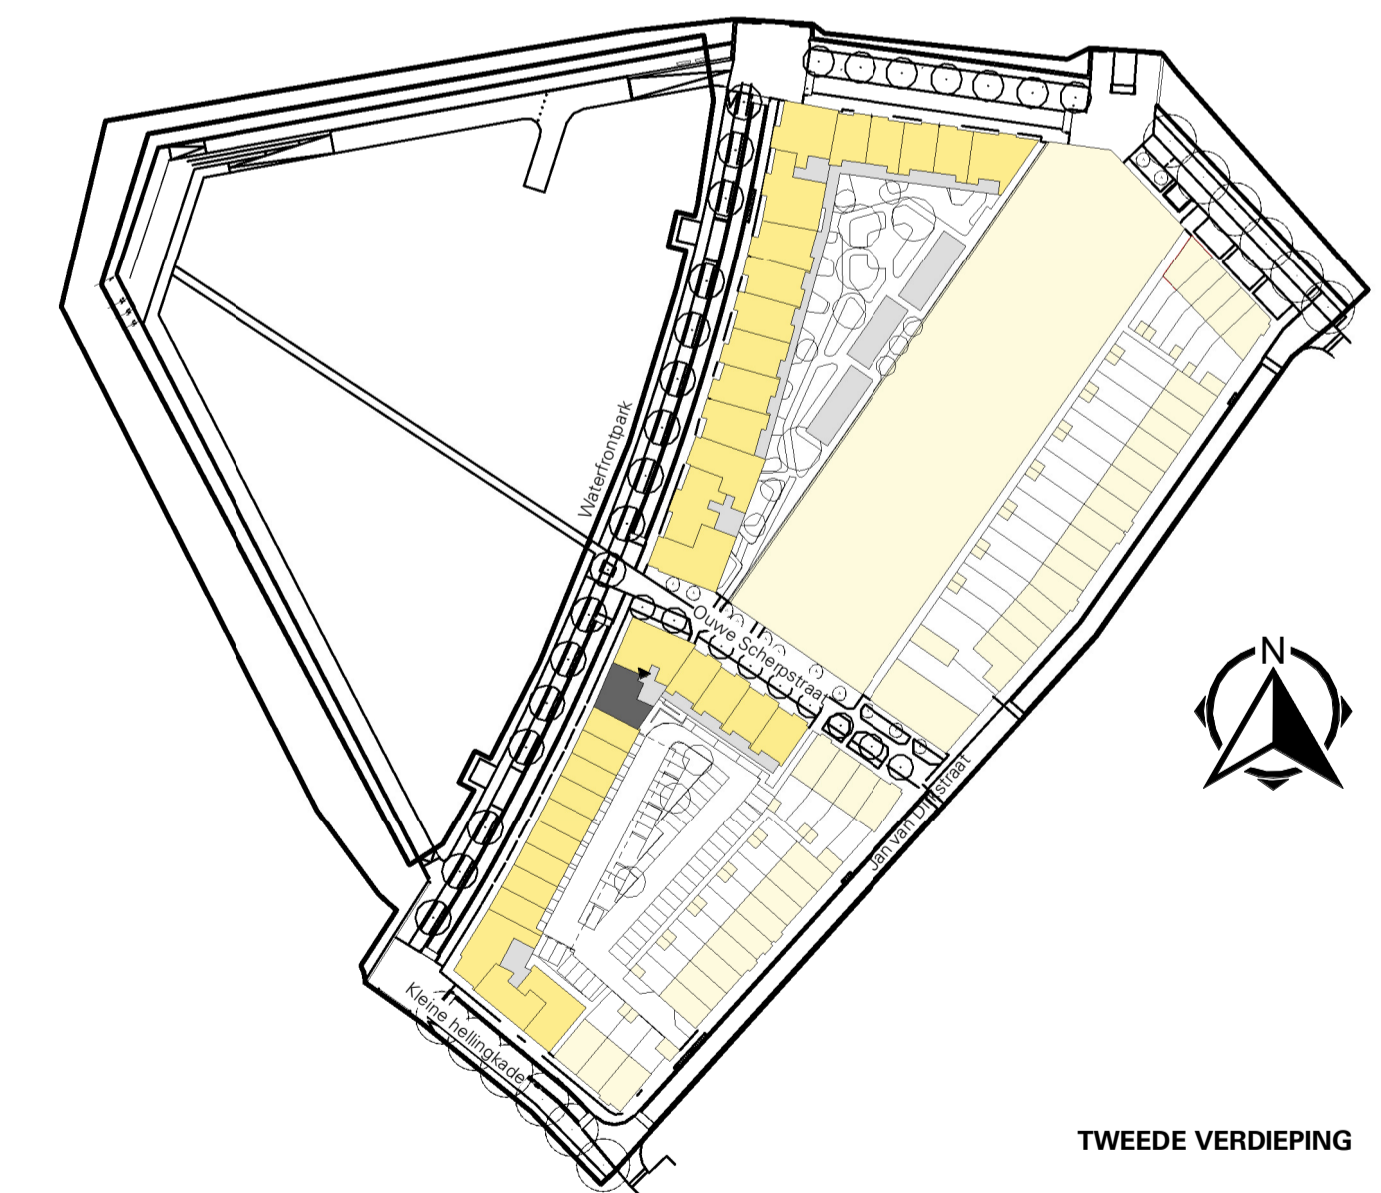 Waterfrontpark
Ouwe Scherpstraat
N
Jan van Dijkstraat
Kleine hellingkade
TWEEDE VERDIEPING